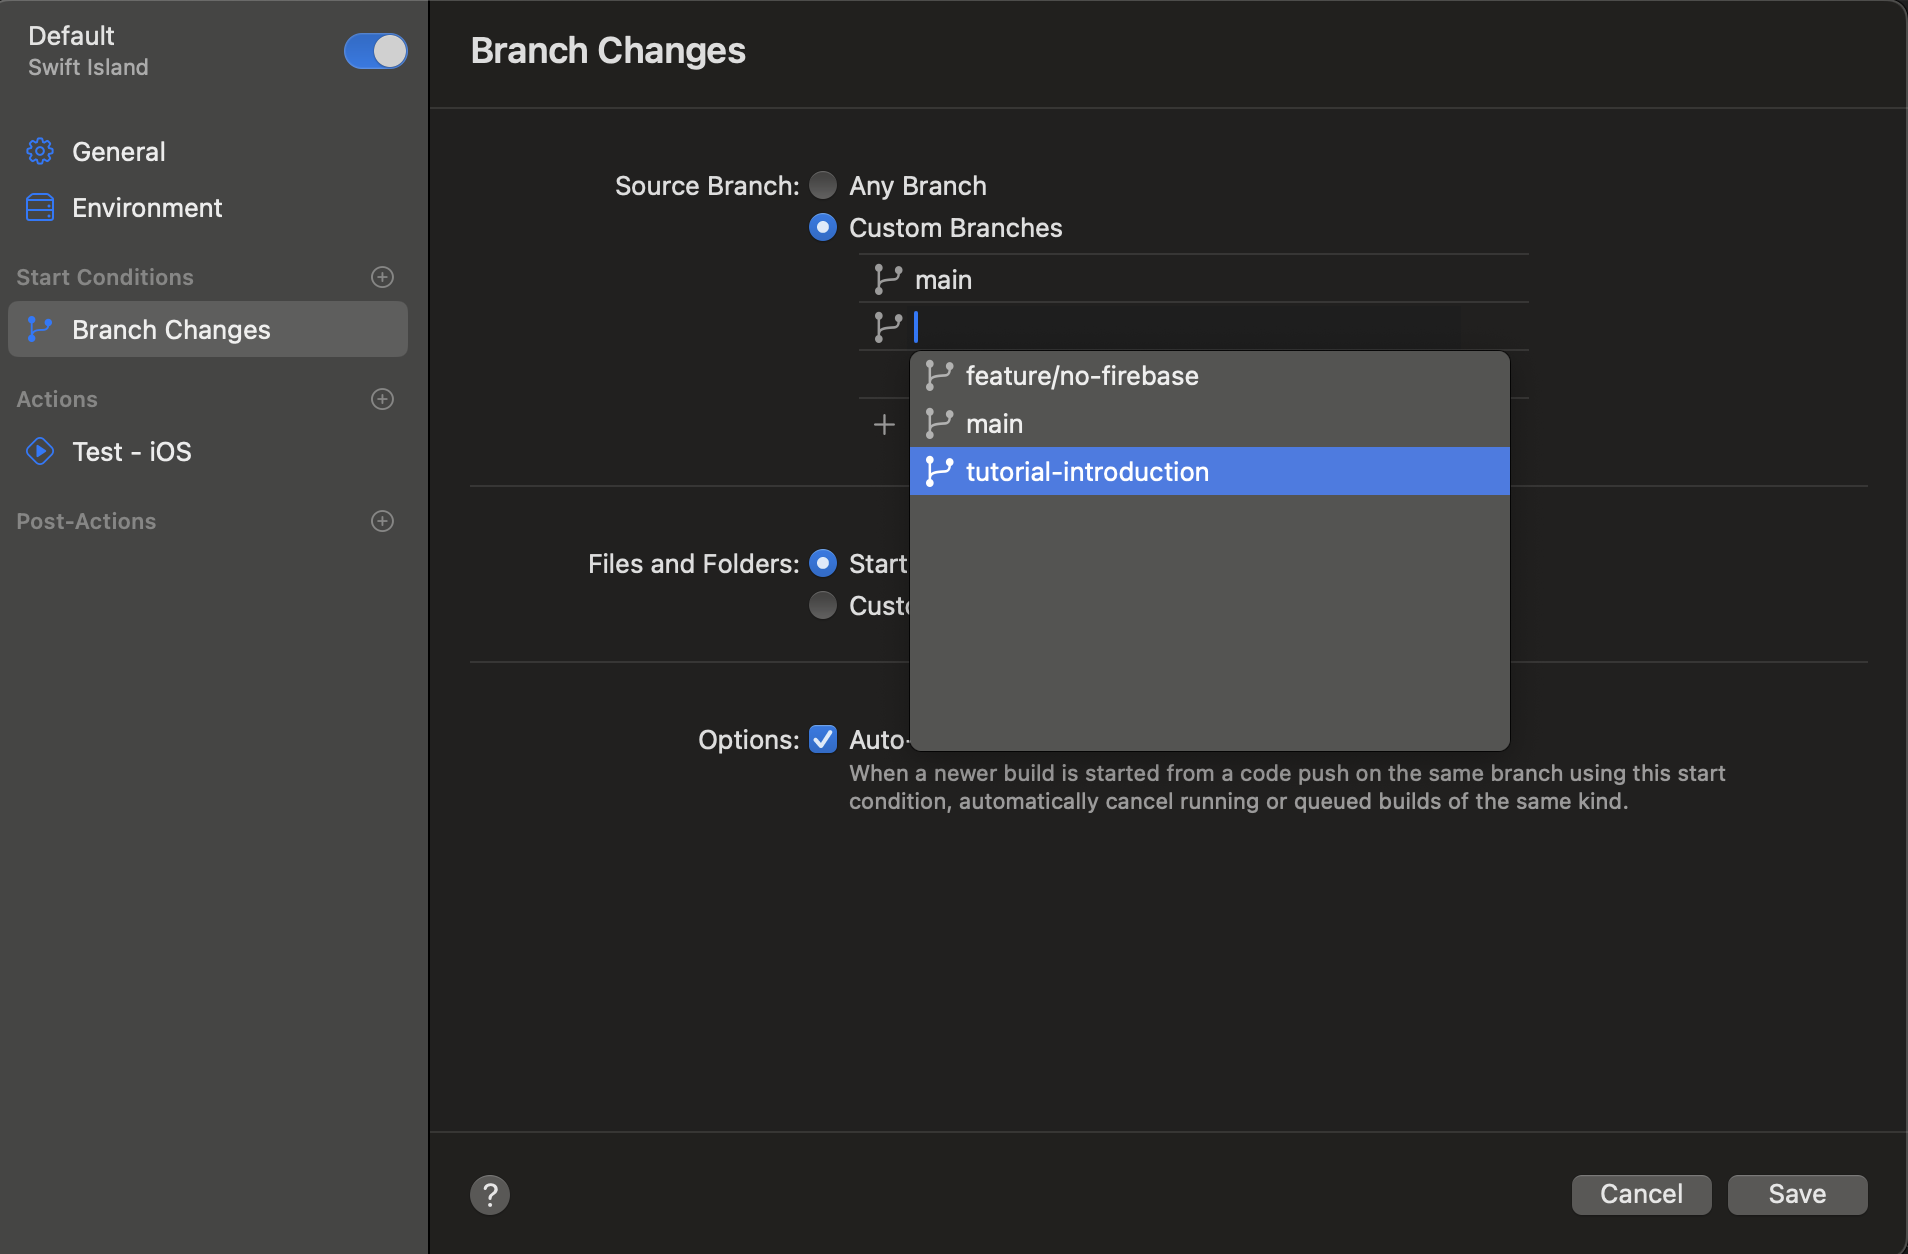 Default
Swift Island
General
Environment
Start Conditions
Branch Changes
Actions
Test - iOS
Post-Actions
Branch Changes
Source Branch: Any Branch
Custom Branches
main
feature/no-firebase
main
tutorial-introduction
Files and Folders: Start
Options: Auto-
When a newer build is started from a code push on the same branch using this start
condition, automatically cancel running or queued builds of the same kind.
?
Cancel
Save